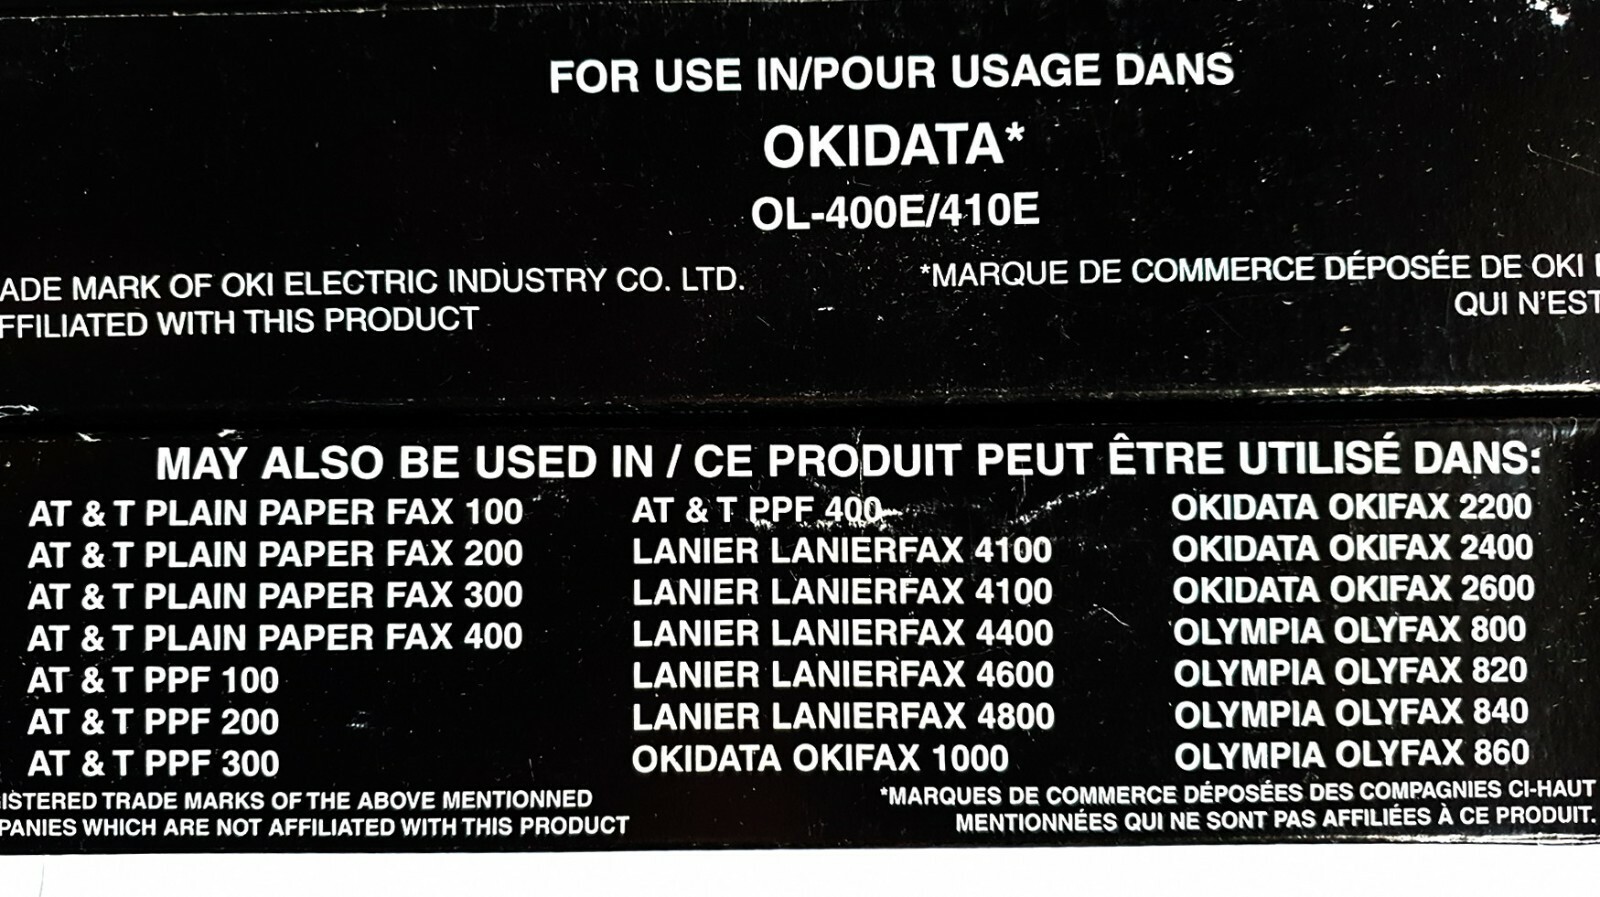 FOR USE IN/POUR USAGE DANS
OKIDATA*
OL-400E/410E
ADE MARK OF OKI ELECTRIC INDUSTRY CO. LTD.
FFILIATED WITH THIS PRODUCT
*MARQUE DE COMMERCE DÉPOSÉE DE OKI
QUI N'EST
MAY ALSO BE USED IN / CE PRODUIT PEUT ÊTRE UTILISÉ DANS:
AT & T PLAIN PAPER FAX 100
AT & T PLAIN PAPER FAX 200
AT & T PLAIN PAPER FAX 300
AT & T PLAIN PAPER FAX 400
AT & T PPF 100
AT & T PPF 200
AT & T PPF 300
AT & T PPF 400
LANIER LANIERFAX 4100
LANIER LANIERFAX 4100
LANIER LANIERFAX 4400
LANIER LANIERFAX 4600
LANIER LANIERFAX 4800
OKIDATA OKIFAX 1000
OKIDATA OKIFAX 2200
OKIDATA OKIFAX 2400
OKIDATA OKIFAX 2600
OLYMPIA OLYFAX 800
OLYMPIA OLYFAX 820
OLYMPIA OLYFAX 840
OLYMPIA OLYFAX 860
ISTERED TRADE MARKS OF THE ABOVE MENTIONNED
PANIES WHICH ARE NOT AFFILIATED WITH THIS PRODUCT
*MARQUES DE COMMERCE DÉPOSÉES DES COMPAGNIES CI-HAUT
MENTIONNÉES QUI NE SONT PAS AFFILIÉES À CE PRODUIT.